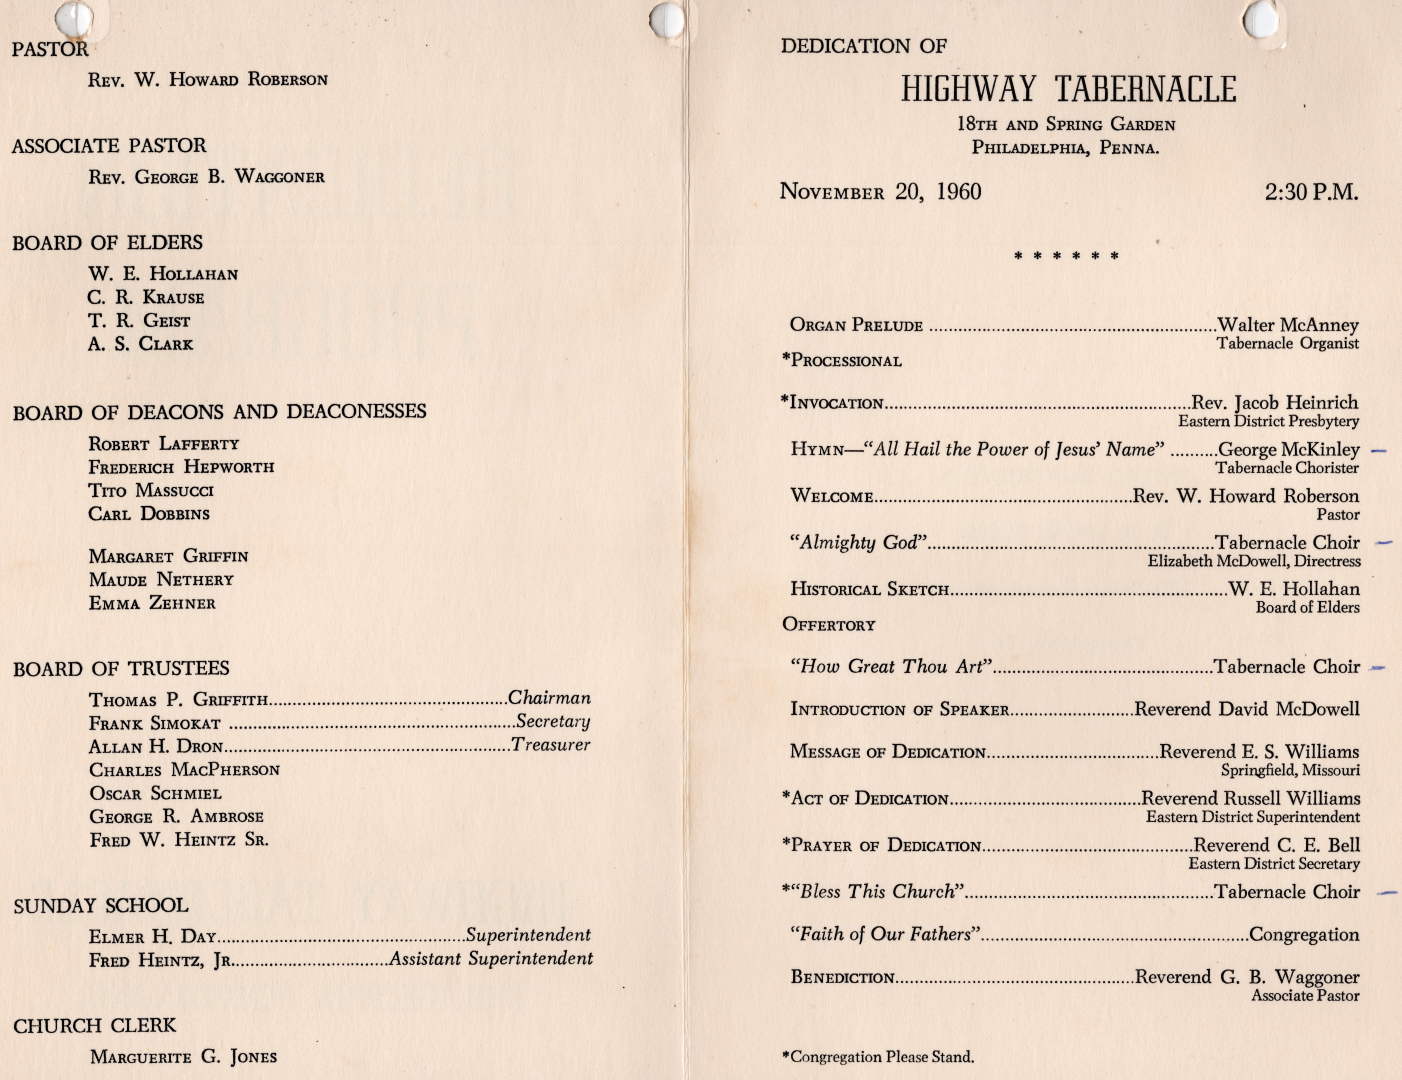 PASTOR
REV. W. HOWARD ROBERSON
ASSOCIATE PASTOR
REV. GEORGE B. WAGGONER
BOARD OF ELDERS
W. E. HOLLAHAN
C. R. KRAUSE
T. R. GEIST
A. S. CLARK
BOARD OF DEACONS AND DEACONESSES
ROBERT LAFFERTY
FREDERICH HEPWORTH
TITO MASSUCCI
CARL DOBBINS
MARGARET GRIFFIN
MAUDE NETHERY
EMMA ZEHNER
BOARD OF TRUSTEES
THOMAS P. GRIFFITH........................................Chairman
FRANK SIMOKAT ................................................Secretary
ALLAN H. DRON................................................Treasurer
CHARLES MACPHERSON
OSCAR SCHMIEL
GEORGE R. AMBROSE
FRED W. HEINTZ SR.
SUNDAY SCHOOL
ELMER H. DAY..........................................Superintendent
FRED HEINTZ, JR..........................Assistant Superintendent
CHURCH CLERK
MARGUERITE G. JONES
DEDICATION OF
HIGHWAY TABERNACLE
18TH AND SPRING GARDEN
PHILADELPHIA, PENNA.
NOVEMBER 20, 1960 2:30 P.M.
* * * * * *
ORGAN PRELUDE ................................................Walter McAnney
Tabernacle Organist
*PROCESSIONAL
*INVOCATION....................................................Rev. Jacob Heinrich
Eastern District Presbytery
HYMN—“All Hail the Power of Jesus’ Name” .........George McKinley
Tabernacle Chorister
WELCOME............................................Rev. W. Howard Roberson
Pastor
“Almighty God”................................................Tabernacle Choir
Elizabeth McDowell, Directress
HISTORICAL SKETCH...............................................W. E. Hollahan
Board of Elders
OFFERTORY
“How Great Thou Art”.....................................Tabernacle Choir
INTRODUCTION OF SPEAKER.....................Reverend David McDowell
MESSAGE OF DEDICATION.............................Reverend E. S. Williams
Springfield, Missouri
*ACT OF DEDICATION................................Reverend Russell Williams
Eastern District Superintendent
*PRAYER OF DEDICATION...................................Reverend C. E. Bell
Eastern District Secretary
*“Bless This Church”..........................................Tabernacle Choir
“Faith of Our Fathers”.............................................Congregation
BENEDICTION........................................Reverend G. B. Waggoner
Associate Pastor
*Congregation Please Stand.